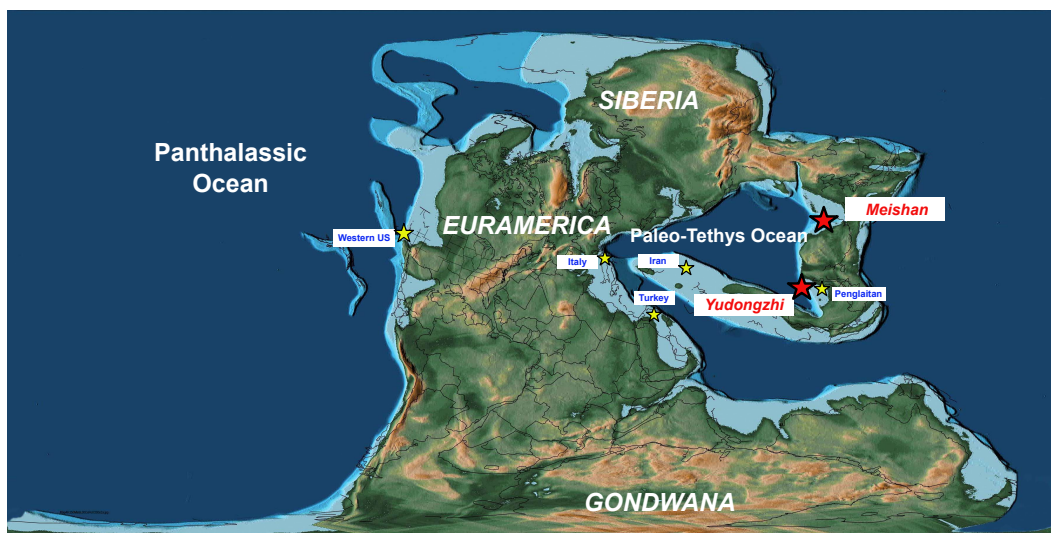 SIBERIA
Panthalassic
Ocean
Meishan
EURAMERICA
Western US
Paleo-Tethys Ocean
Italy
Iran
Turkey
Yudongzhi
Penglaitan
GONDWANA